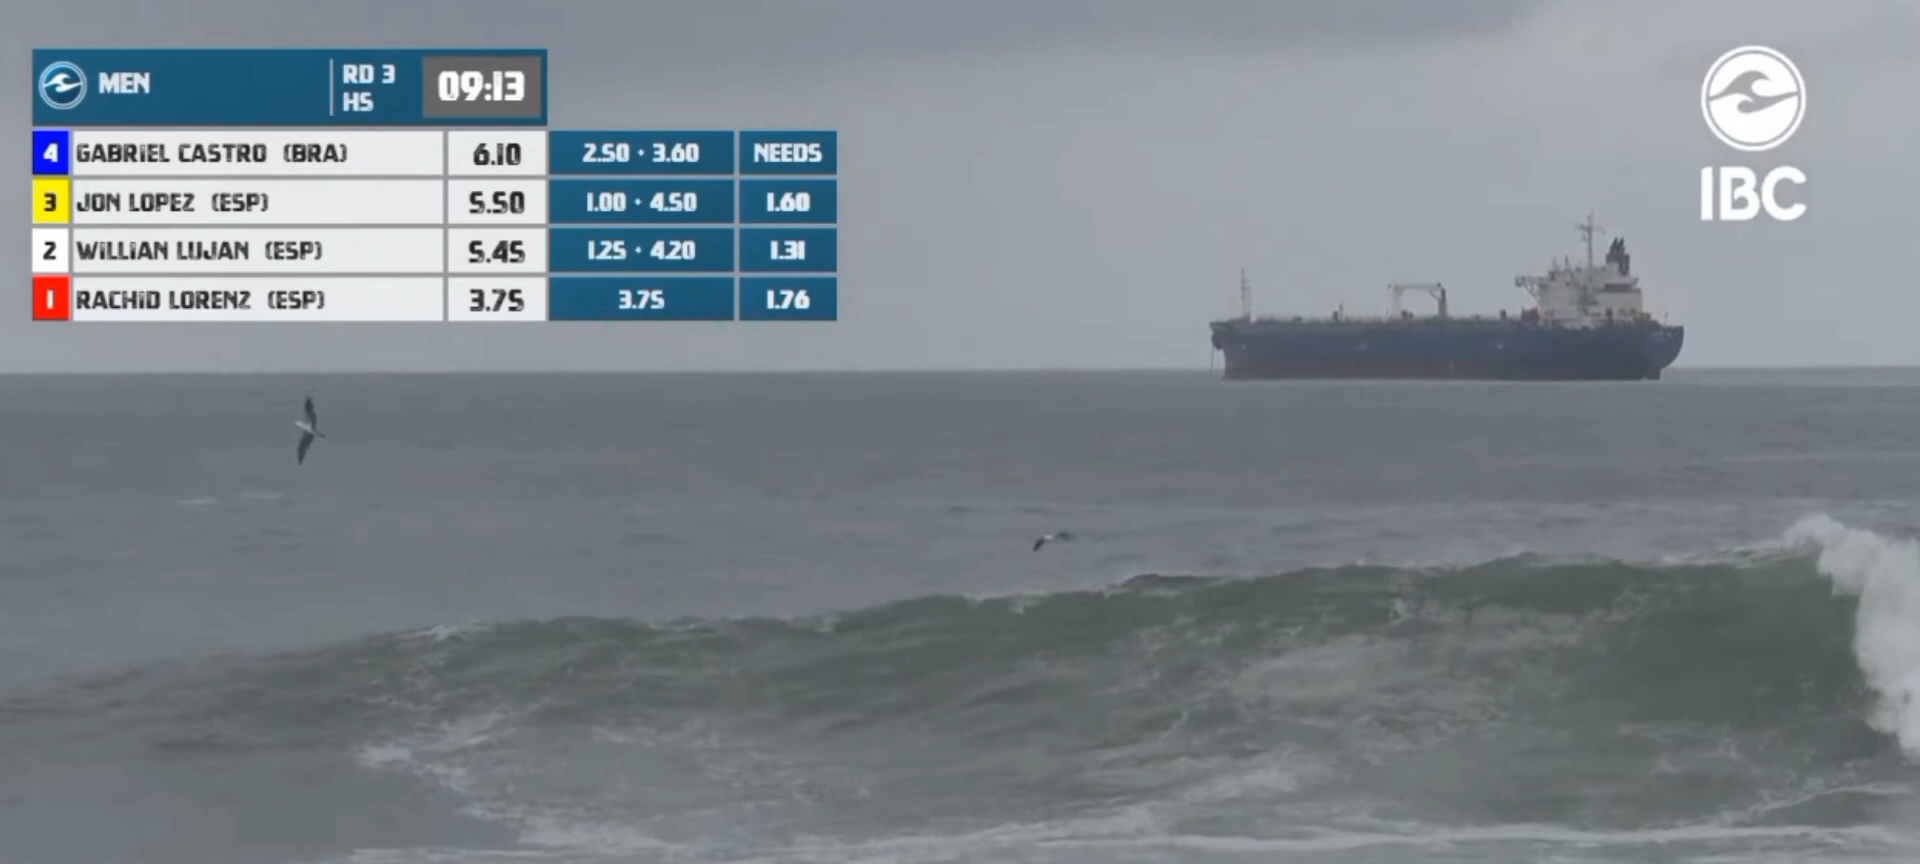 MEN RD 3 H5 09:13
4 GABRIEL CASTRO (BRA) 6.10 2.50 · 3.60 NEEDS
3 JON LOPEZ (ESP) 5.50 1.00 · 4.50 1.60
2 WILLIAN LUJAN (ESP) 5.45 1.25 · 4.20 1.31
1 RACHID LORENZ (ESP) 3.75 3.75 1.76
IBC